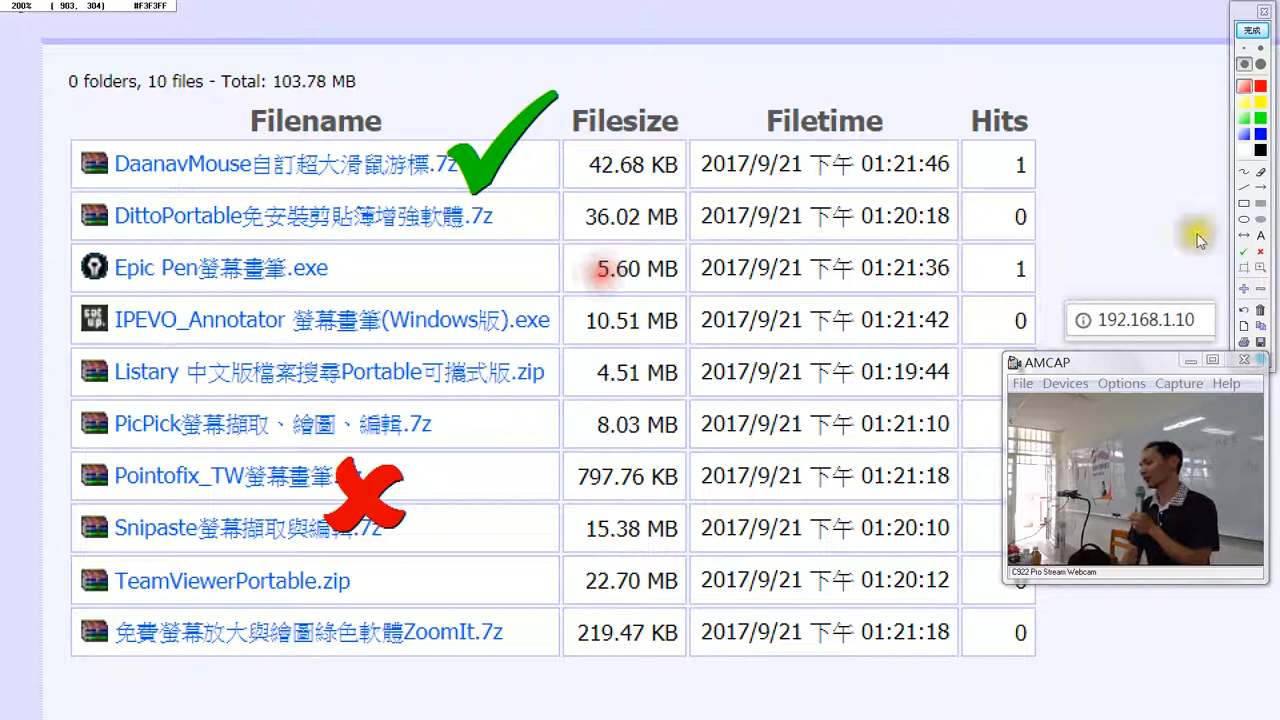 200% ( 903, 304) #F3F3FF
完成
0 folders, 10 files - Total: 103.78 MB
Filename Filesize Filetime Hits
DaanavMouse自訂超大滑鼠游標.7z 42.68 KB 2017/9/21 下午 01:21:46 1
DittoPortable免安裝剪貼簿增強軟體.7z 36.02 MB 2017/9/21 下午 01:20:18 0
Epic Pen螢幕畫筆.exe 5.60 MB 2017/9/21 下午 01:21:36 1
IPEVO_Annotator 螢幕畫筆(Windows版).exe 10.51 MB 2017/9/21 下午 01:21:42 0
192.168.1.10
Listary 中文版檔案搜尋Portable可攜式版.zip 4.51 MB 2017/9/21 下午 01:19:44
PicPick螢幕擷取、繪圖、編輯.7z 8.03 MB 2017/9/21 下午 01:21:10
Pointofix_TW螢幕畫筆. 797.76 KB 2017/9/21 下午 01:21:18
Snipaste螢幕擷取與編輯.7z 15.38 MB 2017/9/21 下午 01:20:10
TeamViewerPortable.zip 22.70 MB 2017/9/21 下午 01:20:12
免費螢幕放大與繪圖綠色軟體ZoomIt.7z 219.47 KB 2017/9/21 下午 01:21:18 0
AMCAP
File Devices Options Capture Help
C922 Pro Stream Webcam